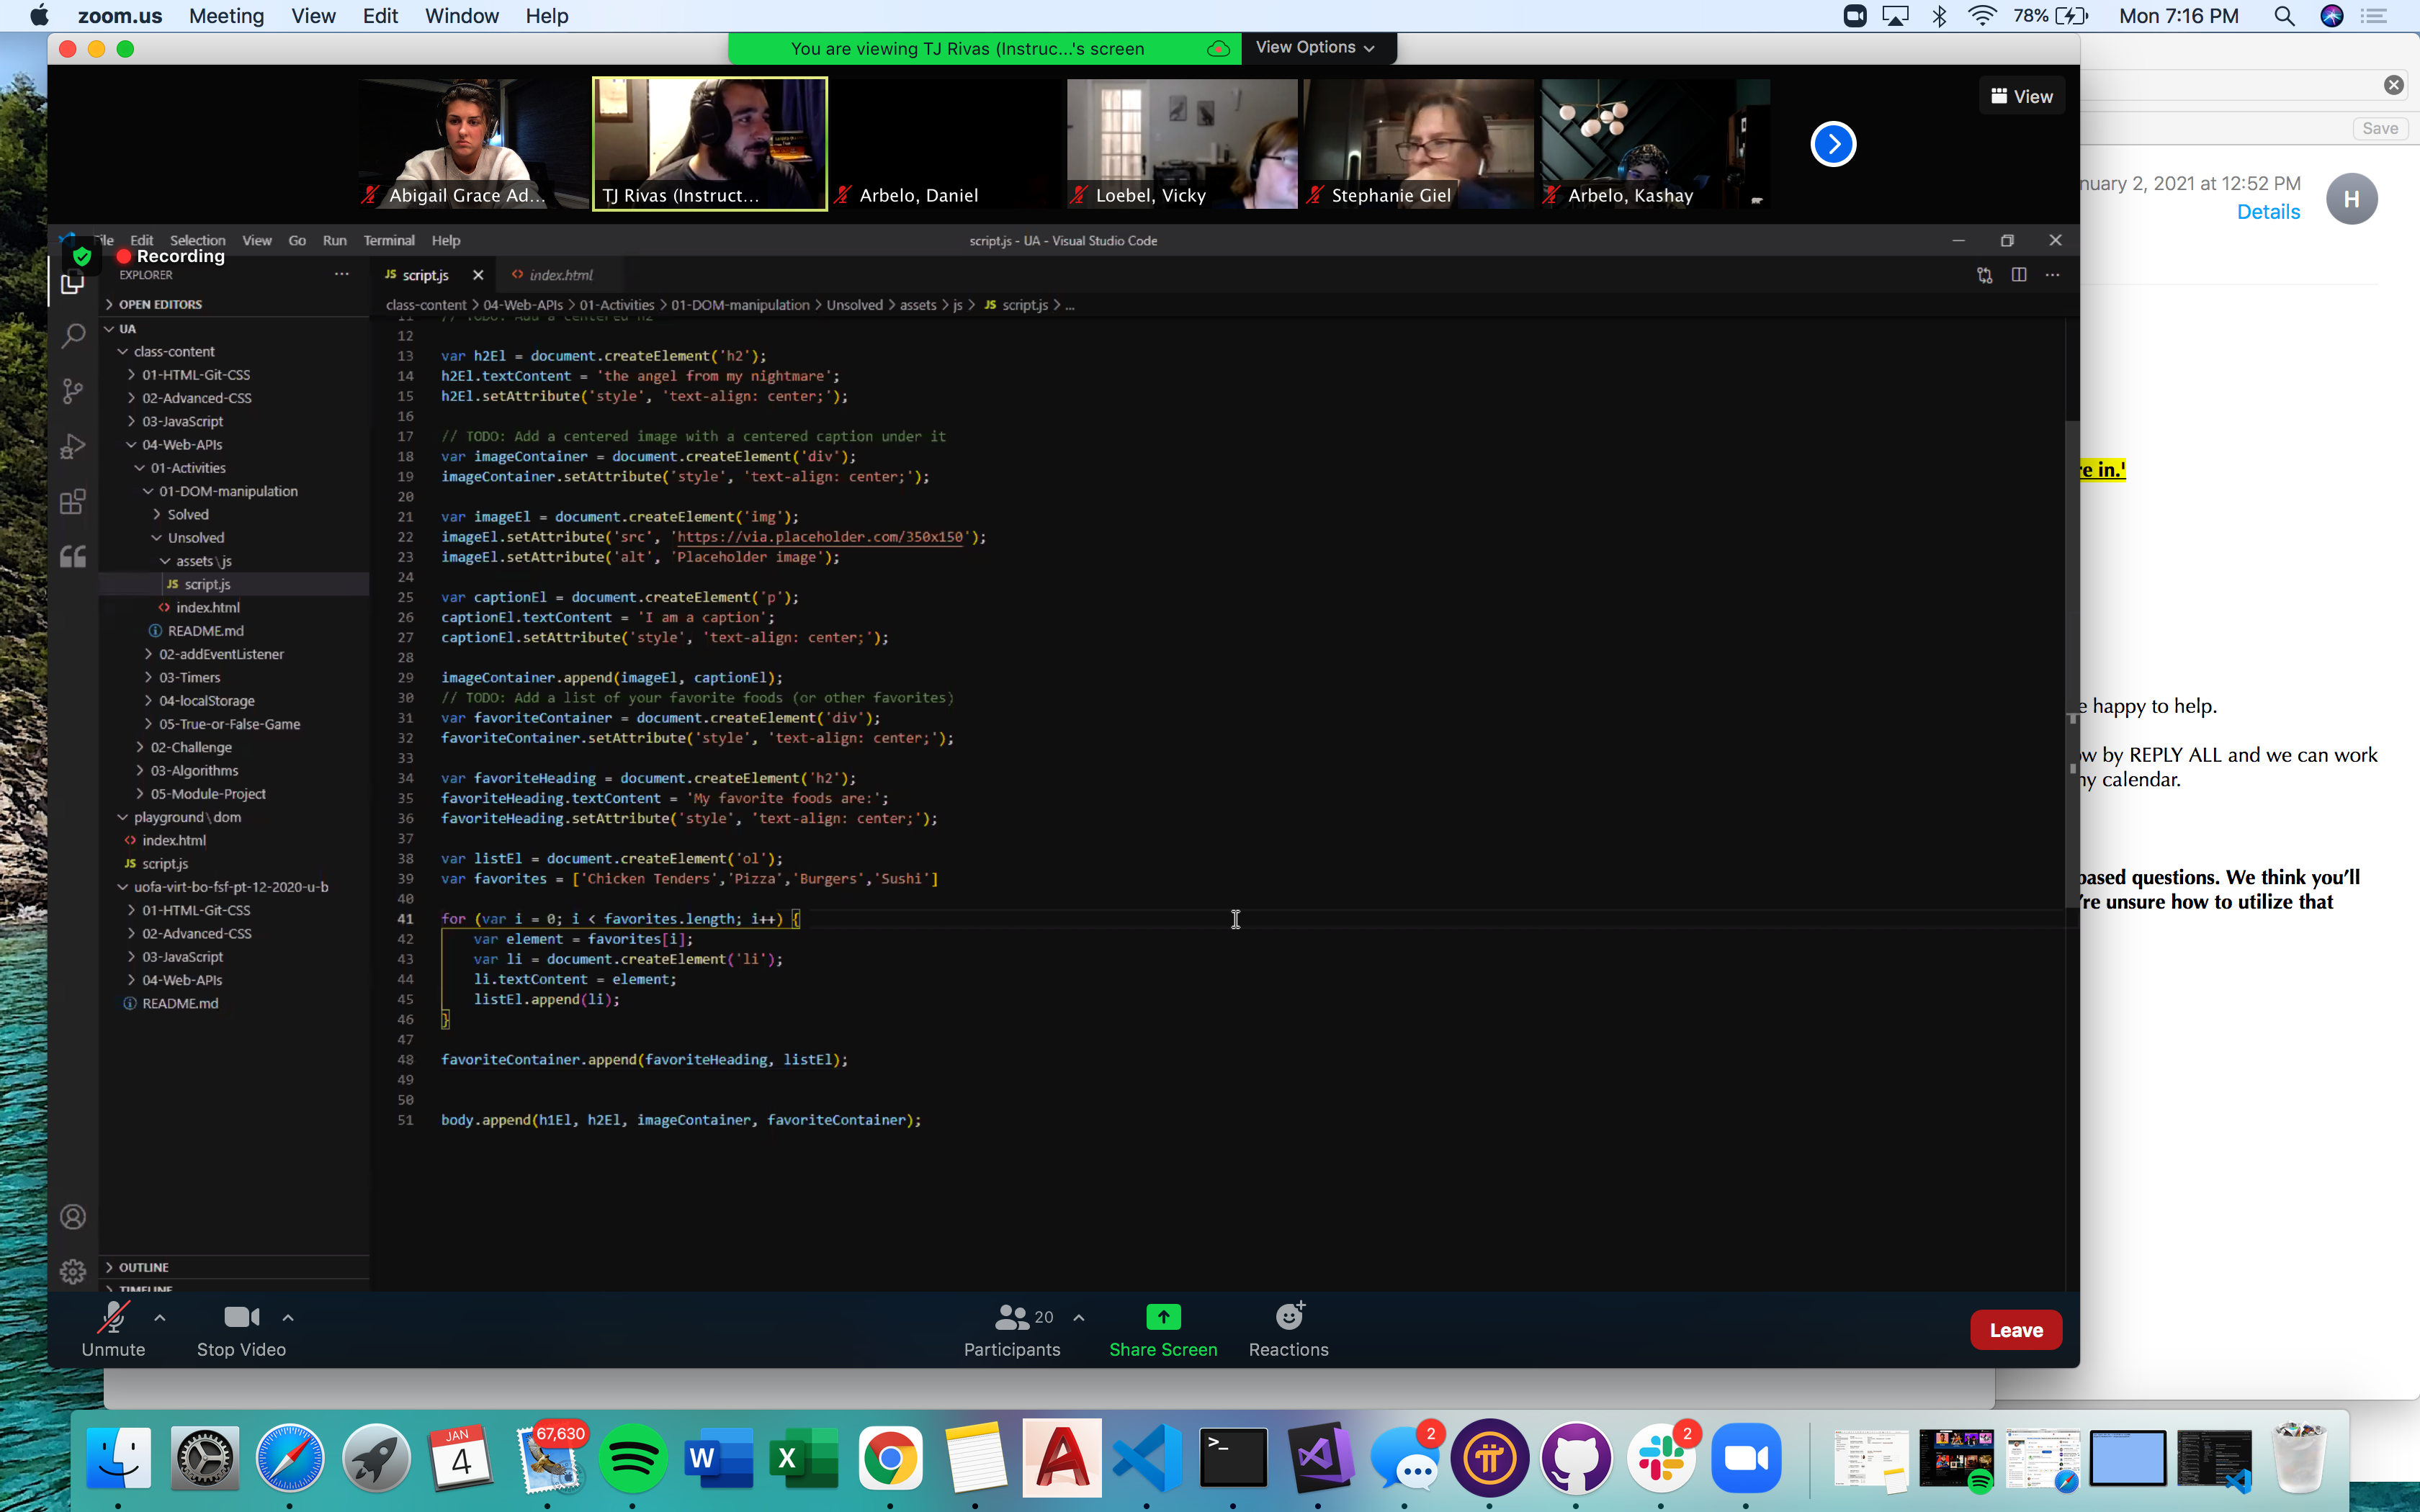 zoom.us Meeting View Edit Window Help
78% Mon 7:16 PM
You are viewing TJ Rivas (Instruc...'s screen View Options
View
Save
Abigail Grace Ad...
TJ Rivas (Instruct...
Arbelo, Daniel
Loebel, Vicky
Stephanie Giel
Arbelo, Kashay
nuary 2, 2021 at 12:52 PM
Details
H
Edit Selection View Go Run Terminal Help
script.js - UA - Visual Studio Code
Recording
EXPLORER
JS script.js
<> index.html
OPEN EDITORS
class-content > 04-Web-APIs > 01-Activities > 01-DOM-manipulation > Unsolved > assets > js > JS script.js > ...
UA
class-content
01-HTML-Git-CSS
02-Advanced-CSS
03-JavaScript
04-Web-APIs
01-Activities
01-DOM-manipulation
Solved
Unsolved
assets\js
JS script.js
<> index.html
README.md
02-addEventListener
03-Timers
04-localStorage
05-True-or-False-Game
02-Challenge
03-Algorithms
05-Module-Project
playground\dom
<> index.html
JS script.js
uofa-virt-bo-fsf-pt-12-2020-u-b
01-HTML-Git-CSS
02-Advanced-CSS
03-JavaScript
04-Web-APIs
README.md
OUTLINE
TIMELINE
11 // TODO: Add a centered h2
12
13 var h2El = document.createElement('h2');
14 h2El.textContent = 'the angel from my nightmare';
15 h2El.setAttribute('style', 'text-align: center;');
16
17 // TODO: Add a centered image with a centered caption under it
18 var imageContainer = document.createElement('div');
19 imageContainer.setAttribute('style', 'text-align: center;');
20
21 var imageEl = document.createElement('img');
22 imageEl.setAttribute('src', 'https://via.placeholder.com/350x150');
23 imageEl.setAttribute('alt', 'Placeholder image');
24
25 var captionEl = document.createElement('p');
26 captionEl.textContent = 'I am a caption';
27 captionEl.setAttribute('style', 'text-align: center;');
28
29 imageContainer.append(imageEl, captionEl);
30 // TODO: Add a list of your favorite foods (or other favorites)
31 var favoriteContainer = document.createElement('div');
32 favoriteContainer.setAttribute('style', 'text-align: center;');
33
34 var favoriteHeading = document.createElement('h2');
35 favoriteHeading.textContent = 'My favorite foods are:';
36 favoriteHeading.setAttribute('style', 'text-align: center;');
37
38 var listEl = document.createElement('ol');
39 var favorites = ['Chicken Tenders','Pizza','Burgers','Sushi']
40
41 for (var i = 0; i < favorites.length; i++) {
42 var element = favorites[i];
43 var li = document.createElement('li');
44 li.textContent = element;
45 listEl.append(li);
46 }
47
48 favoriteContainer.append(favoriteHeading, listEl);
49
50
51 body.append(h1El, h2El, imageContainer, favoriteContainer);
re in.'
e happy to help.
ow by REPLY ALL and we can work
ny calendar.
based questions. We think you'll
're unsure how to utilize that
Unmute
Stop Video
20
Participants
Share Screen
Reactions
Leave
JAN
4
67,630
W
X
A
>_
2
2